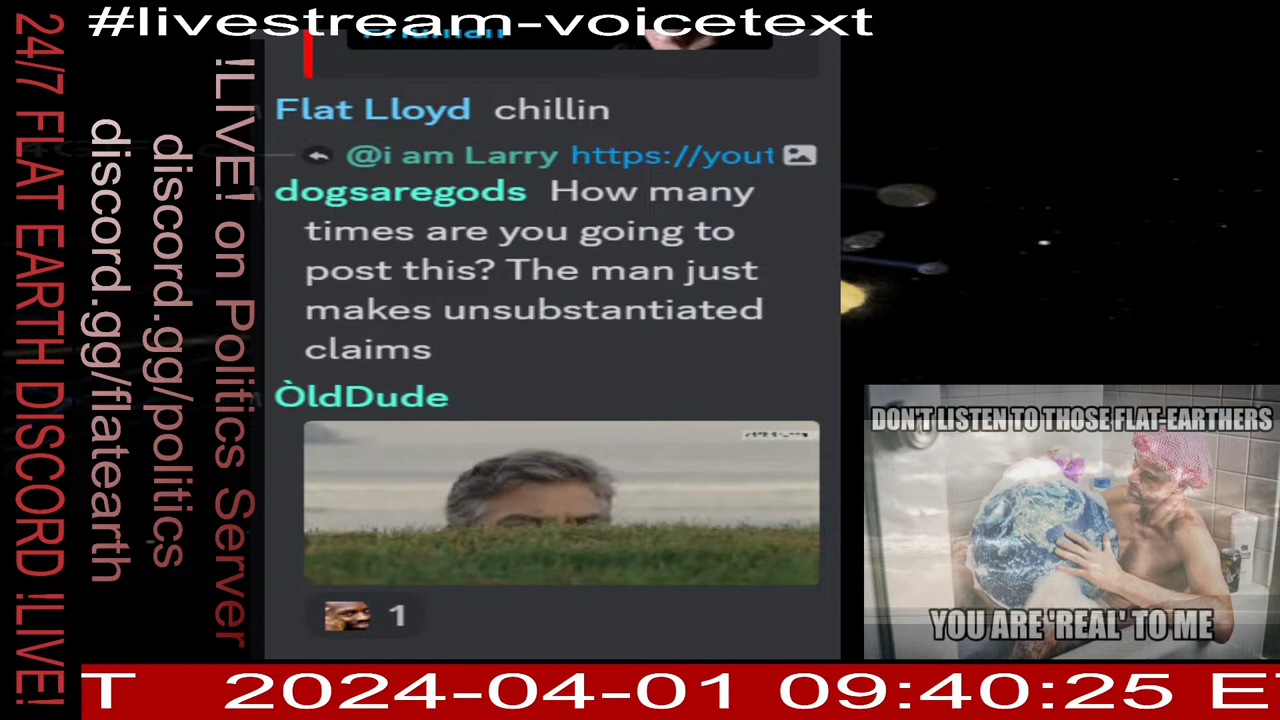 #livestream-voicetext
24/7 FLAT EARTH DISCORD !LIVE!
discord.gg/flatearth
discord.gg/politics
!LIVE! on Politics Server
Flat Lloyd chillin
@i am Larry https://yout
dogsaregods How many
times are you going to
post this? The man just
makes unsubstantiated
claims
ÒldDude
1
DON'T LISTEN TO THOSE FLAT-EARTHERS
YOU ARE 'REAL' TO ME
T 2024-04-01 09:40:25 E